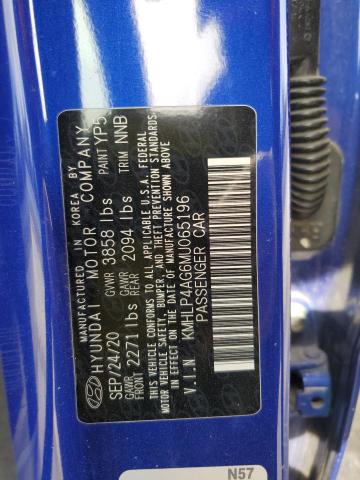 MANUFACTURED IN KOREA BY
HYUNDAI MOTOR COMPANY
SEP/24/20 GVWR 3858 lbs PAINT YP5
GAWR FRONT 2271 lbs GAWR REAR 2094 lbs TRIM NNB
THIS VEHICLE CONFORMS TO ALL APPLICABLE U.S.A. FEDERAL
MOTOR VEHICLE SAFETY, BUMPER, AND THEFT PREVENTION STANDARDS
IN EFFECT ON THE DATE OF MANUFACTURE SHOWN ABOVE
V.I.N KMHLP4AG6MU065196
PASSENGER CAR
N57